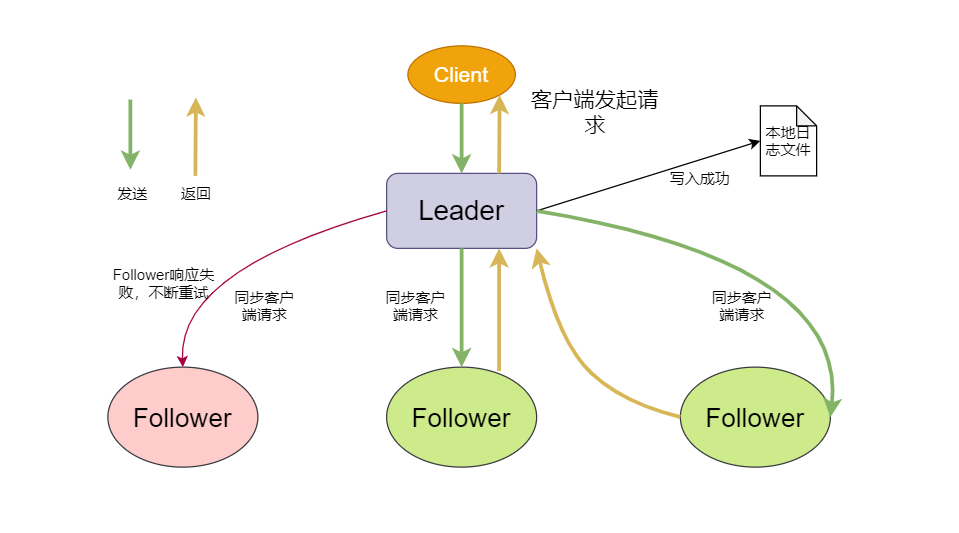 Client
客户端发起请
求
本地日
志文件
写入成功
发送
返回
Leader
Follower响应失
败，不断重试
同步客户
端请求
同步客户
端请求
同步客户
端请求
Follower
Follower
Follower